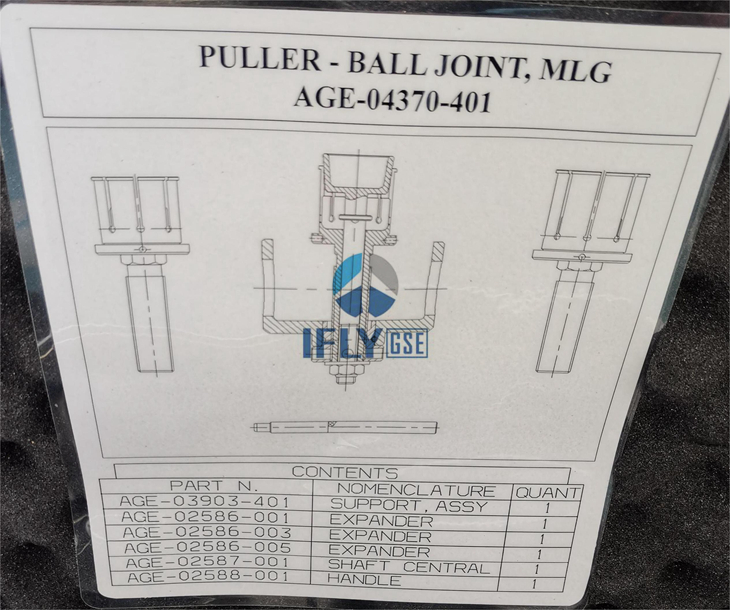 PULLER - BALL JOINT, MLG
AGE-04370-401
IFLY GSE
CONTENTS
PART N. NOMENCLATURE QUANT
AGE-03903-401 SUPPORT, ASSY 1
AGE-02586-001 EXPANDER 1
AGE-02586-003 EXPANDER 1
AGE-02586-005 EXPANDER 1
AGE-02587-001 SHAFT CENTRAL 1
AGE-02588-001 HANDLE 1